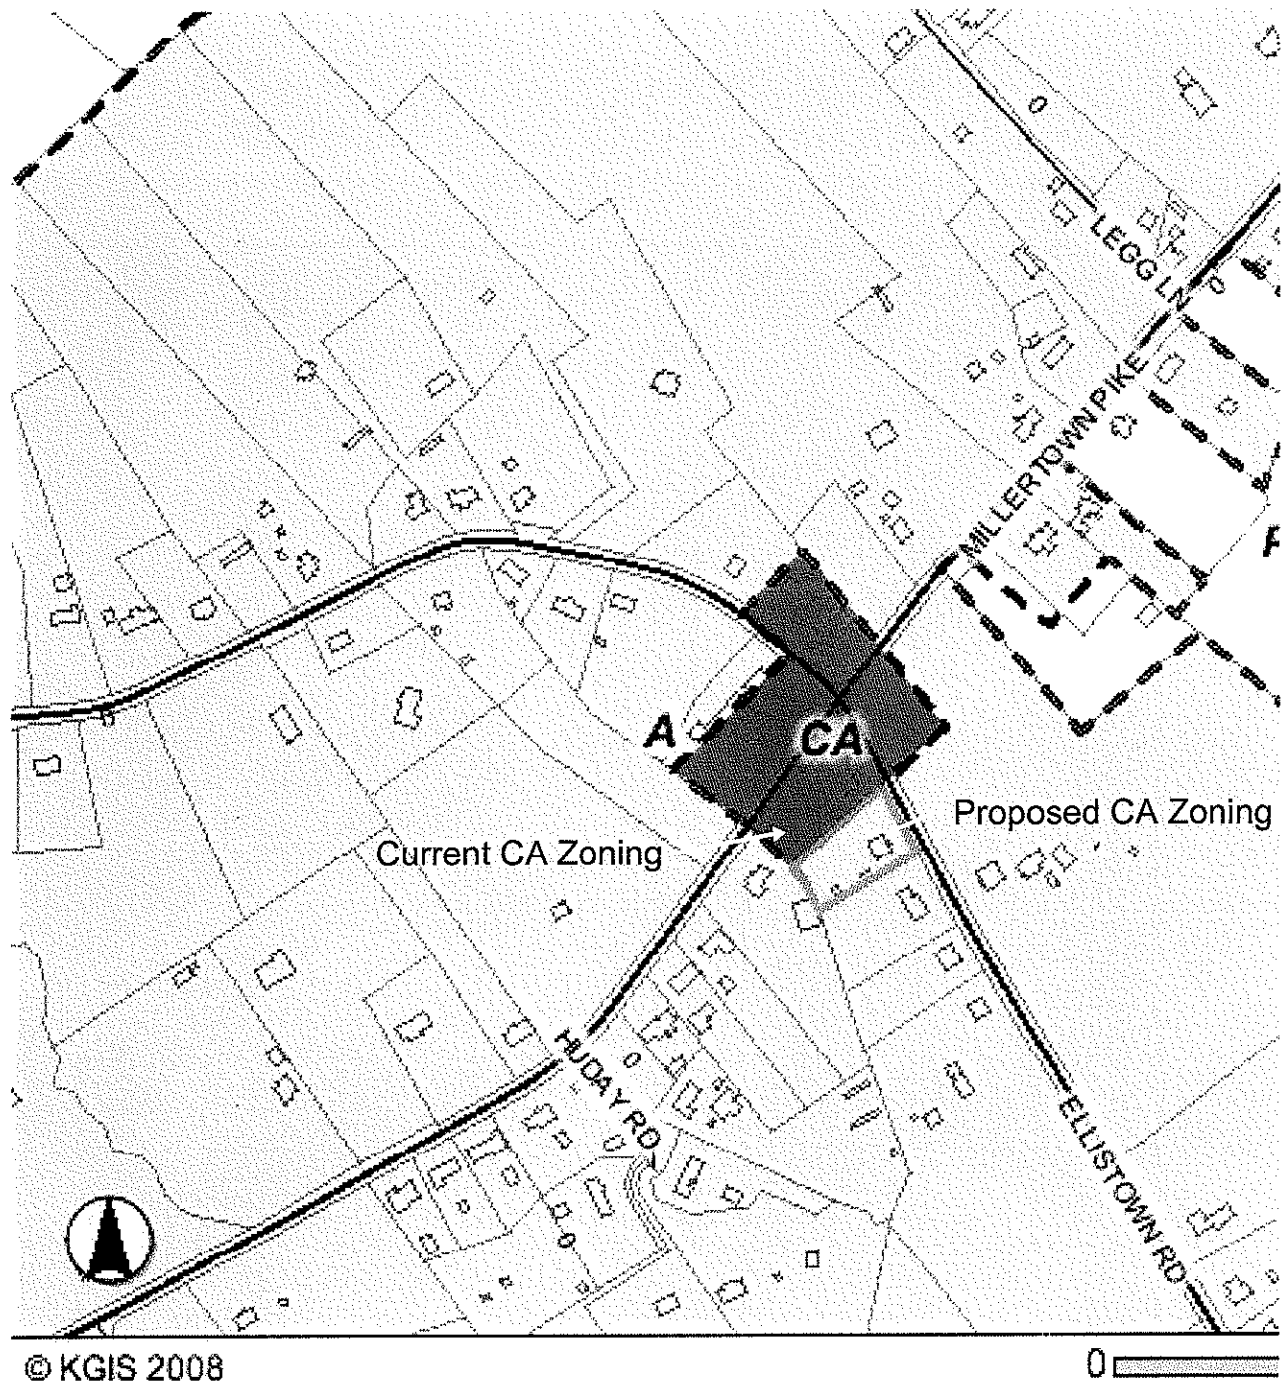 LEGG LN
MILLERTOWN PIKE
A
CA
Proposed CA Zoning
Current CA Zoning
HUDAY RD
ELLISTOWN RD
© KGIS 2008
0